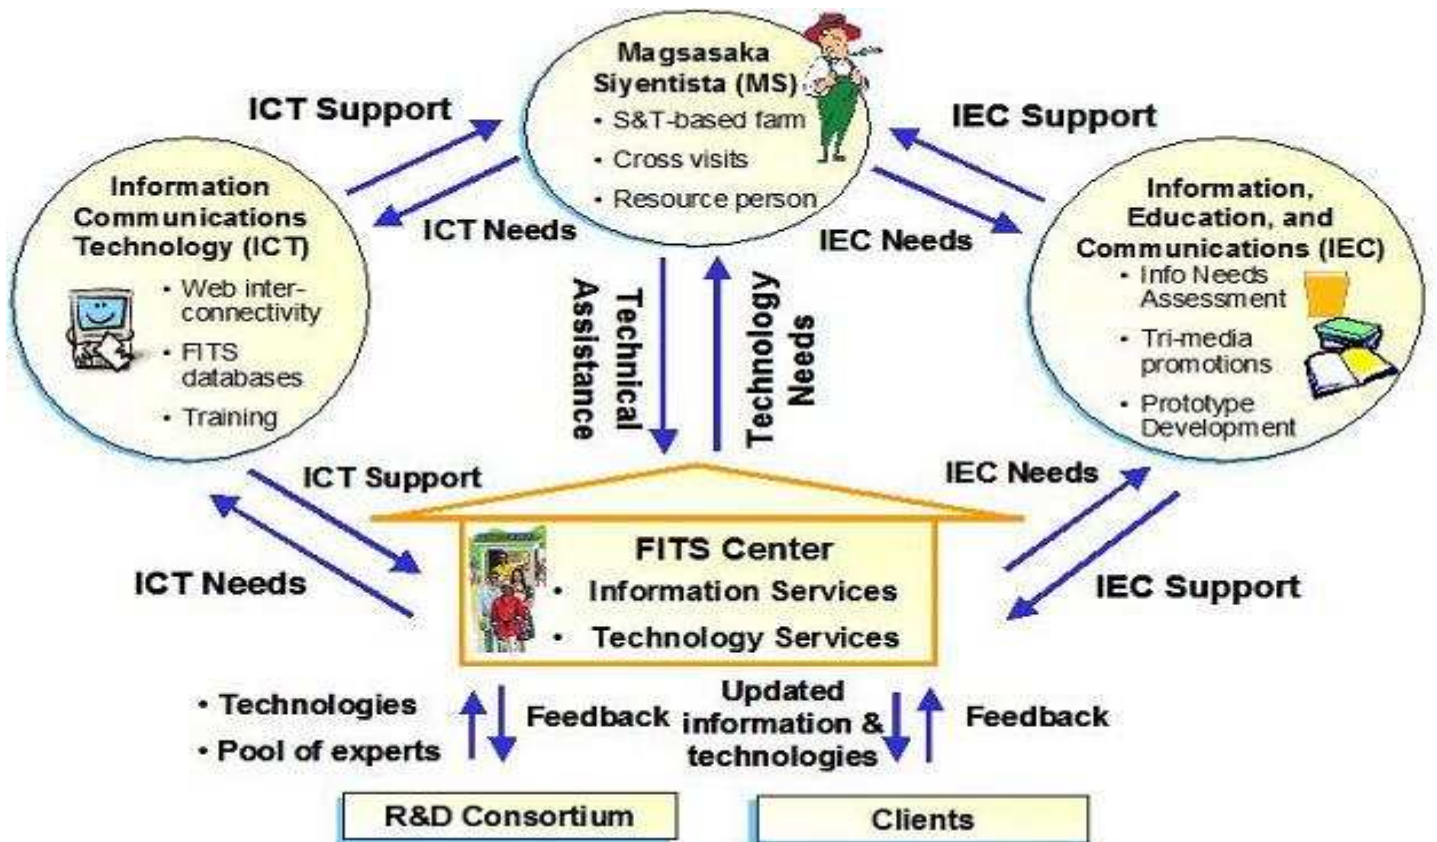 Magsasaka
Siyentista (MS)
• S&T-based farm
• Cross visits
• Resource person
ICT Support
ICT Needs
IEC Support
IEC Needs
Information
Communications
Technology (ICT)
• Web inter-
connectivity
• FITS
databases
• Training
Information,
Education, and
Communications (IEC)
• Info Needs
Assessment
• Tri-media
promotions
• Prototype
Development
Technical
Assistance
Technology
Needs
ICT Support
ICT Needs
IEC Needs
IEC Support
FITS Center
• Information Services
• Technology Services
• Technologies
• Pool of experts
Feedback
Updated
information &
technologies
Feedback
R&D Consortium
Clients